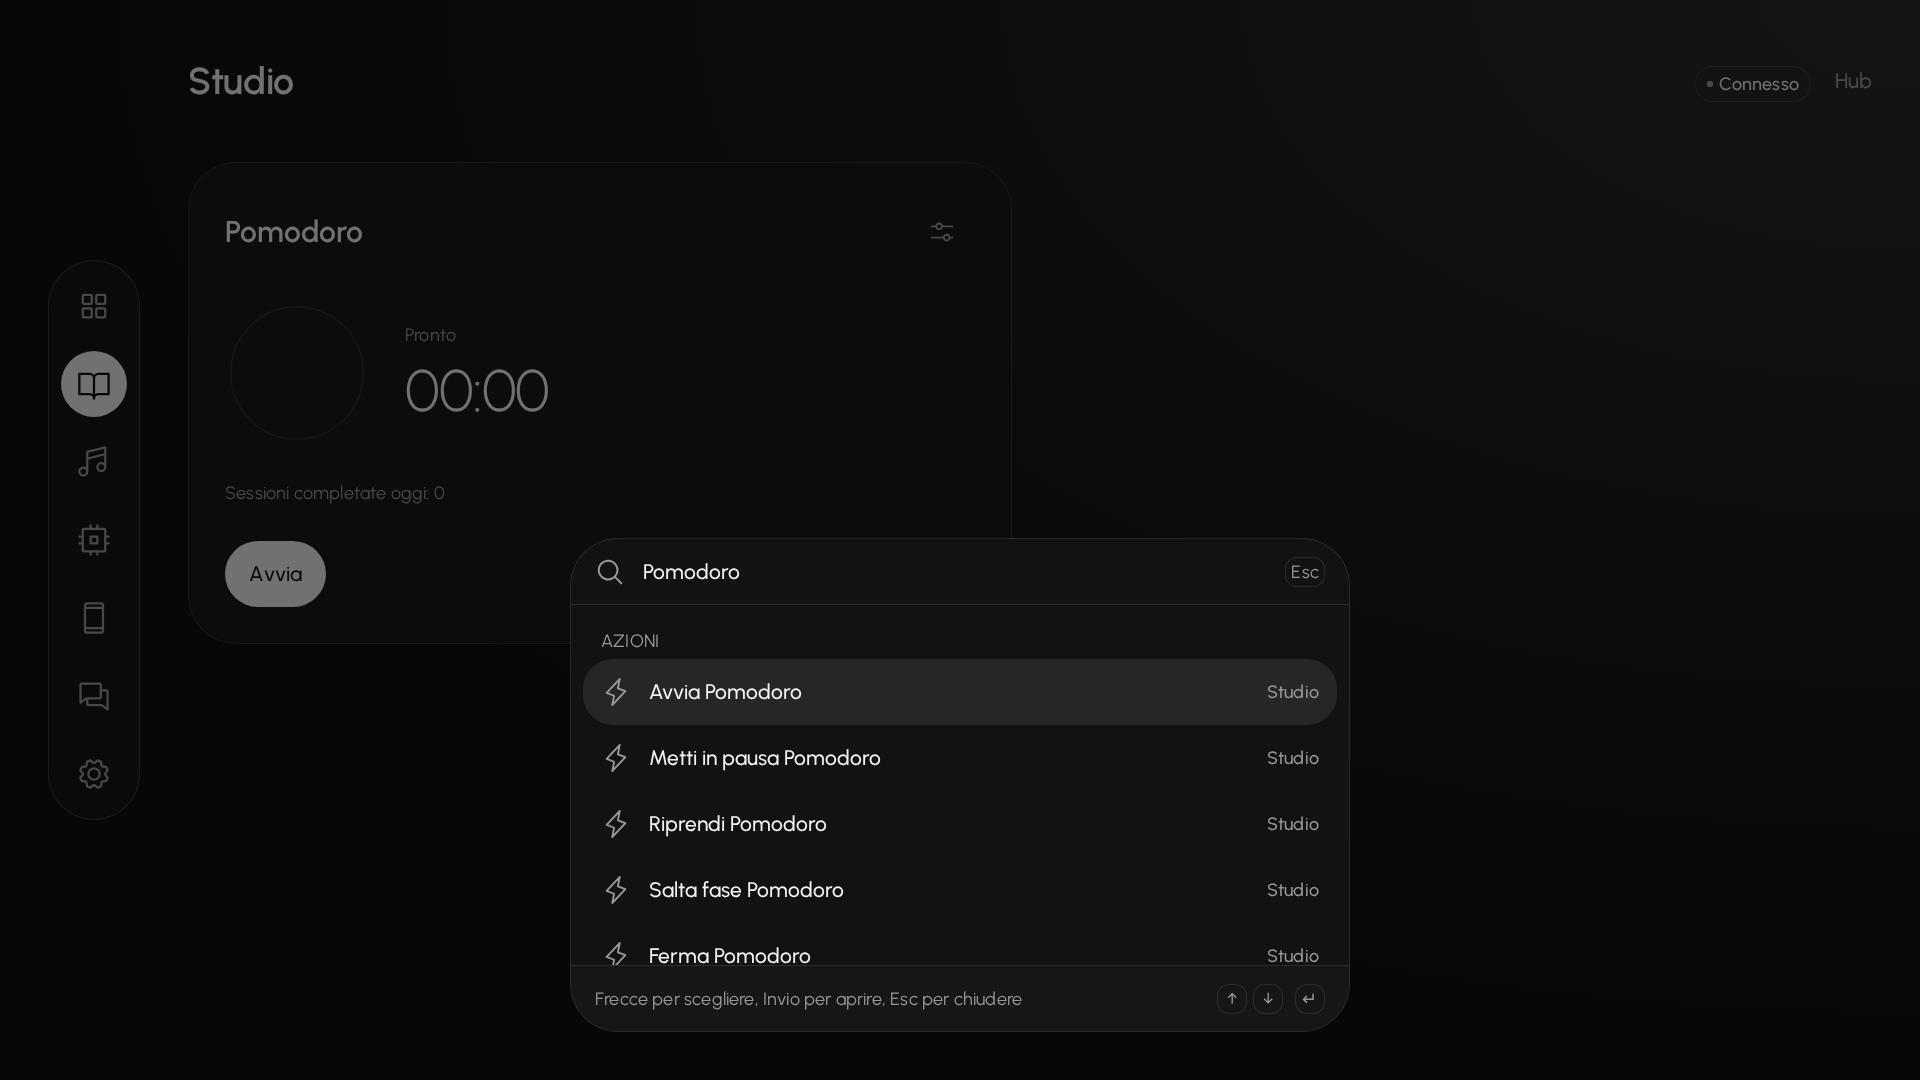 Studio
Connesso
Hub
Pomodoro
Pronto
00:00
Sessioni completate oggi: 0
Avvia
Pomodoro
Esc
AZIONI
Avvia Pomodoro Studio
Metti in pausa Pomodoro Studio
Riprendi Pomodoro Studio
Salta fase Pomodoro Studio
Ferma Pomodoro Studio
Frecce per scegliere, Invio per aprire, Esc per chiudere